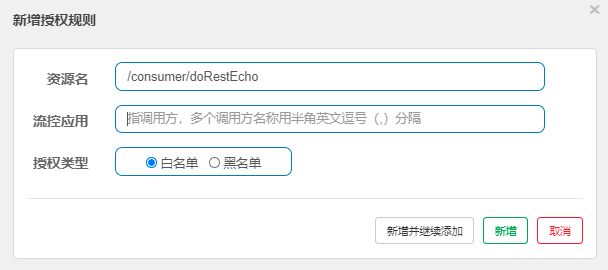 新增授权规则
×
资源名 /consumer/doRestEcho
流控应用 指调用方，多个调用方名称用半角英文逗号（,）分隔
授权类型 白名单 黑名单
新增并继续添加 新增 取消